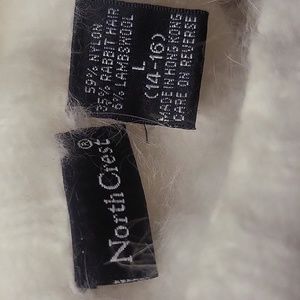 59% NYLON
35% RABBIT HAIR
6% LAMBSWOOL
L
(14-16)
MADE IN HONG KONG
CARE ON REVERSE
NorthCrest®